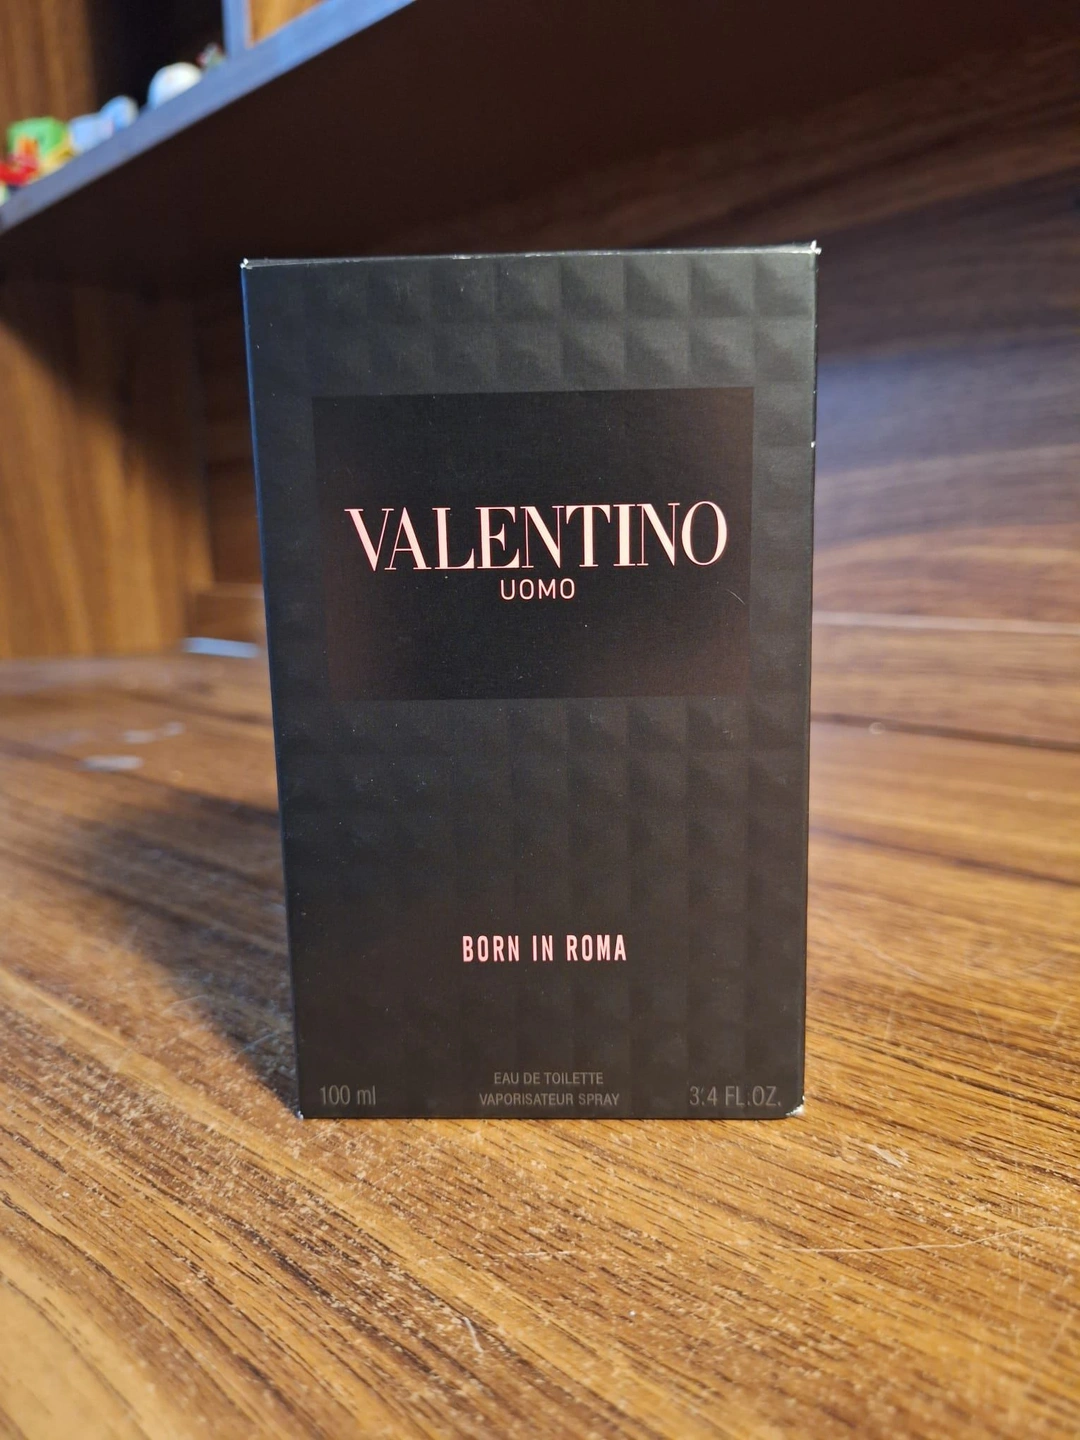 VALENTINO
UOMO
BORN IN ROMA
EAU DE TOILETTE
100 ml VAPORISATEUR SPRAY 3.4 FL.OZ.